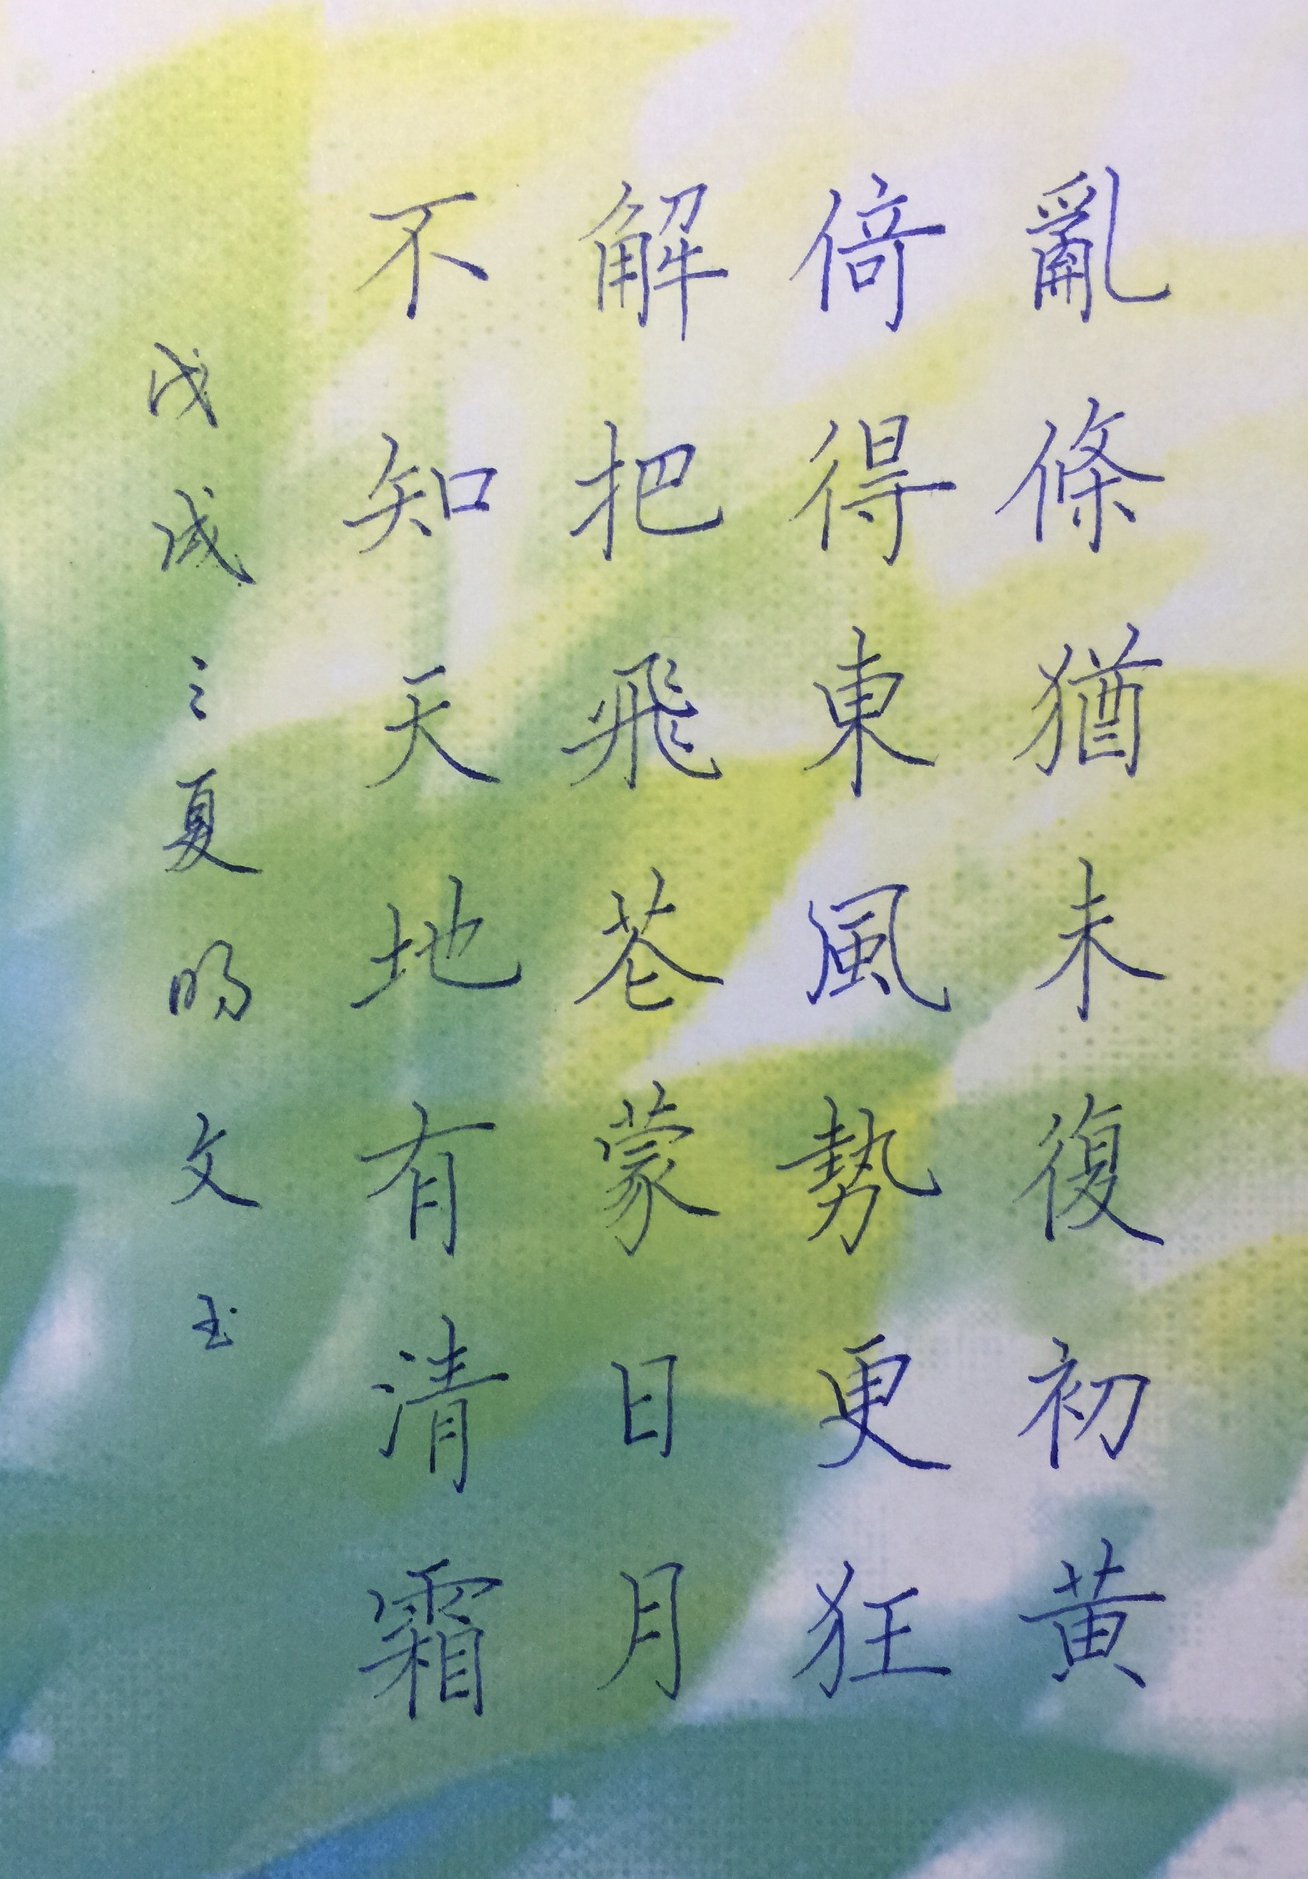 亂條猶未復初黃
倚得東風勢更狂
解把飛花蒙日月
不知天地有清霜
戊戌之夏 文玉